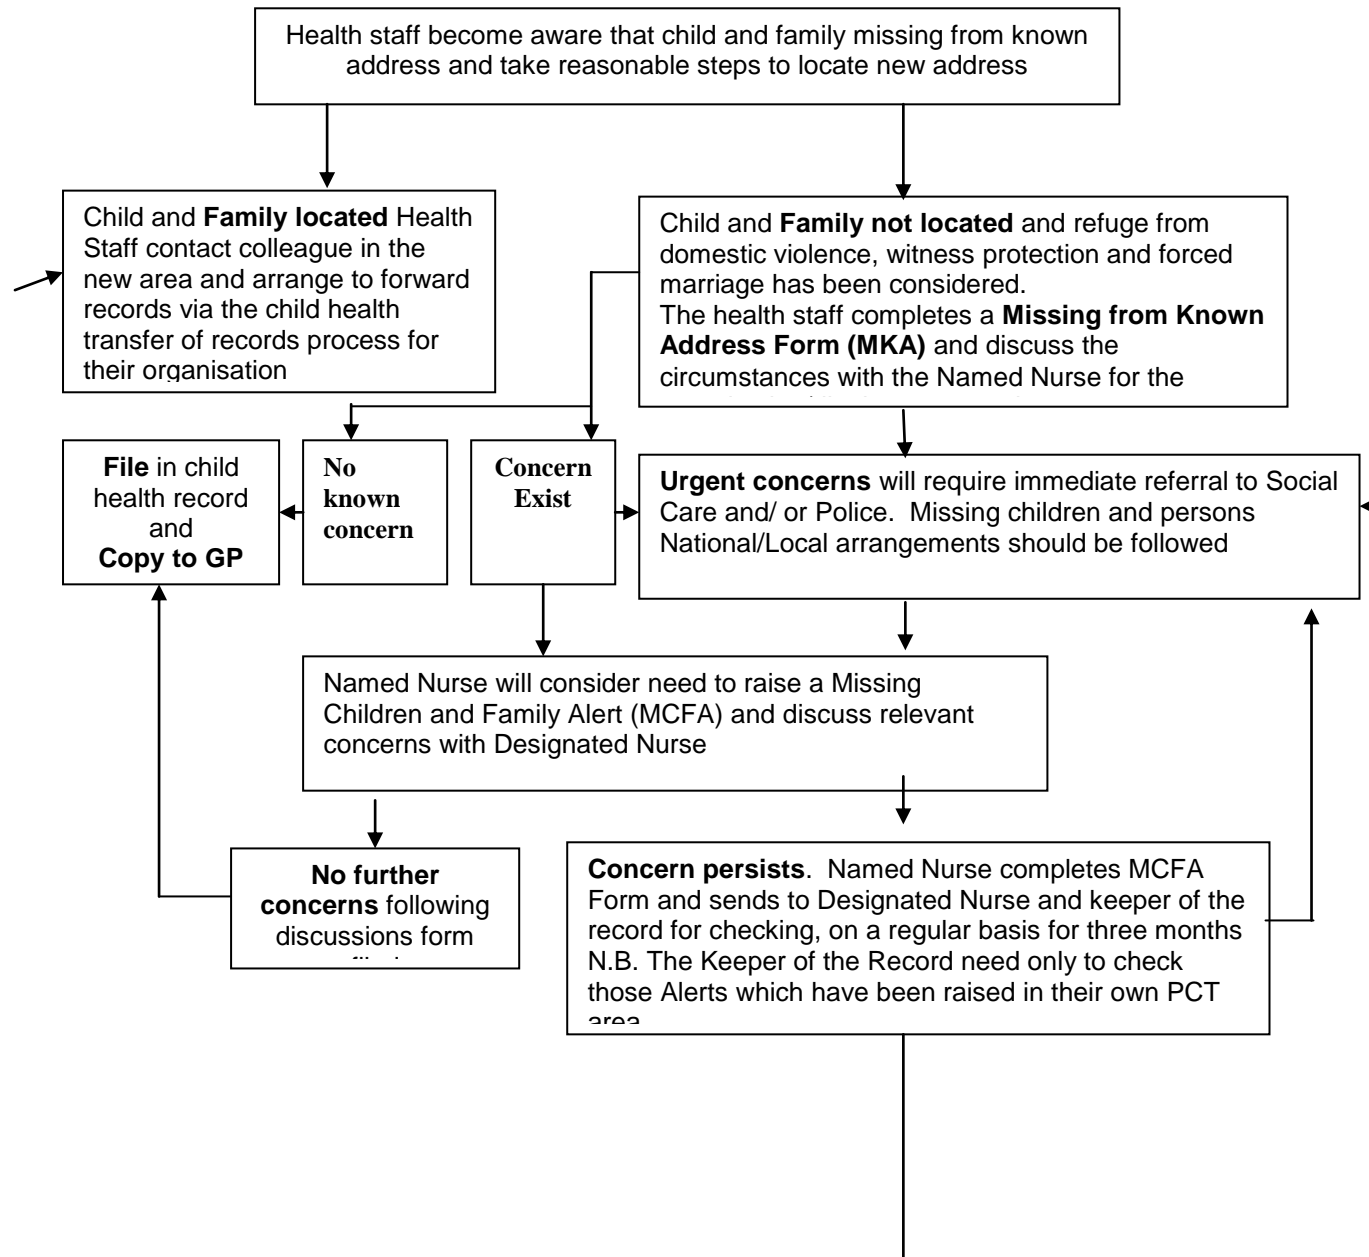 Health staff become aware that child and family missing from known
address and take reasonable steps to locate new address
Child and Family located Health
Staff contact colleague in the
new area and arrange to forward
records via the child health
transfer of records process for
their organisation
Child and Family not located and refuge from
domestic violence, witness protection and forced
marriage has been considered.
The health staff completes a Missing from Known
Address Form (MKA) and discuss the
circumstances with the Named Nurse for the
File in child
health record
and
Copy to GP
No
known
concern
Concern
Exist
Urgent concerns will require immediate referral to Social
Care and/ or Police. Missing children and persons
National/Local arrangements should be followed
Named Nurse will consider need to raise a Missing
Children and Family Alert (MCFA) and discuss relevant
concerns with Designated Nurse
No further
concerns following
discussions form
Concern persists. Named Nurse completes MCFA
Form and sends to Designated Nurse and keeper of the
record for checking, on a regular basis for three months
N.B. The Keeper of the Record need only to check
those Alerts which have been raised in their own PCT
area